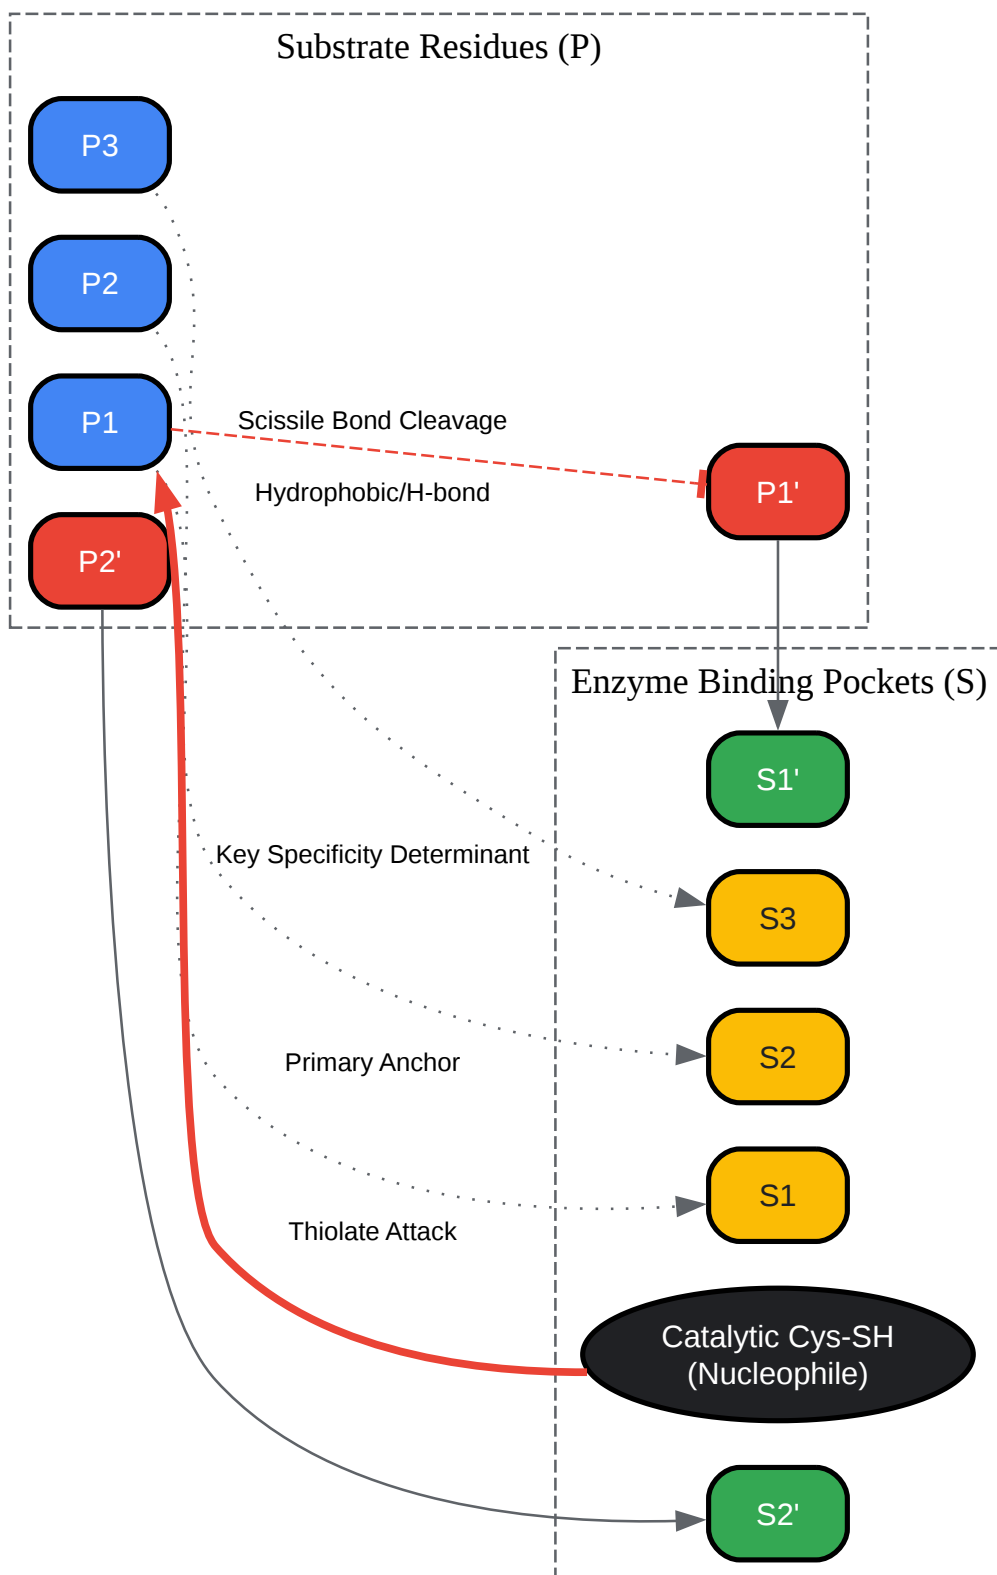 Substrate Residues (P)
P3
P2
P1
Scissile Bond Cleavage
Hydrophobic/H-bond
P1'
P2'
Enzyme Binding Pockets (S)
S1'
Key Specificity Determinant
S3
Primary Anchor
S2
S1
Thiolate Attack
Catalytic Cys-SH
(Nucleophile)
S2'